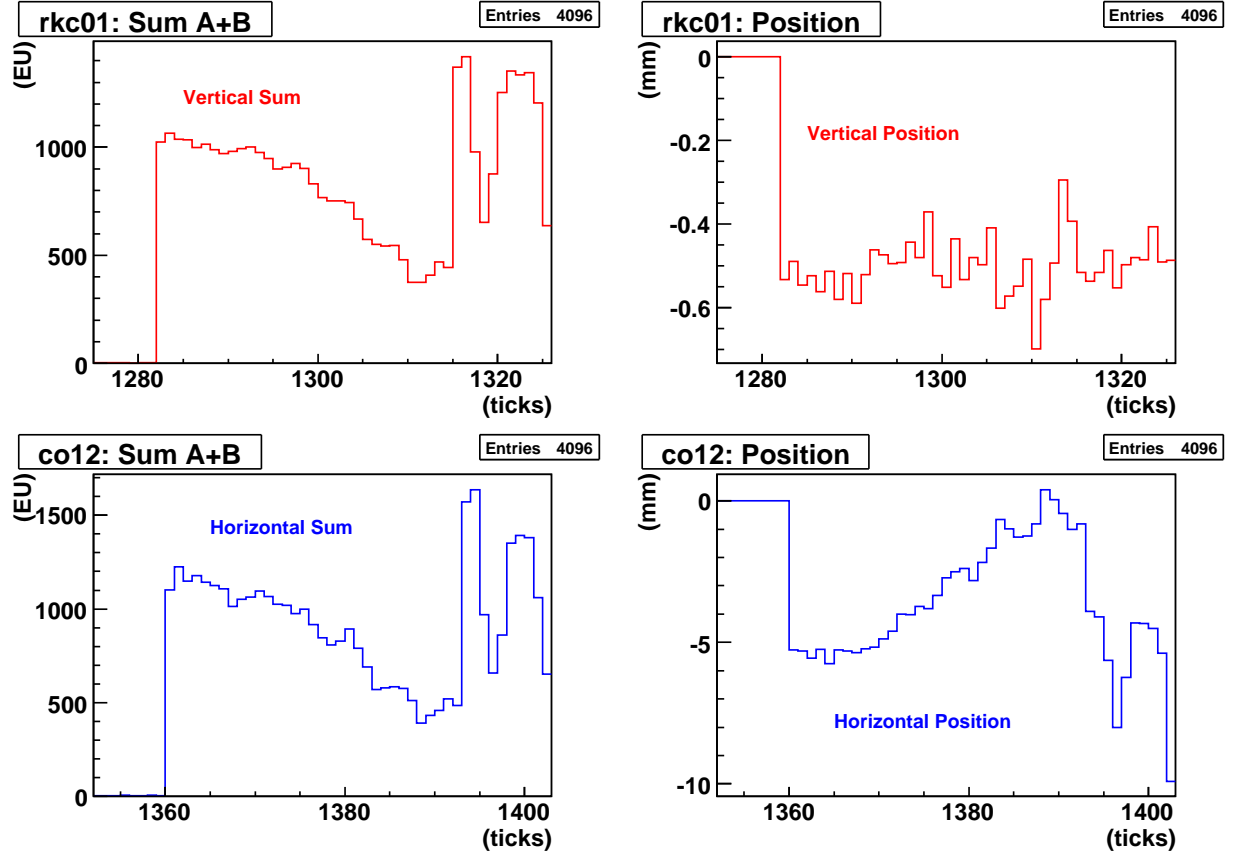 rkc01: Sum A+B
Entries 4096
(EU)
Vertical Sum
1000
500
0
1280 1300 1320
(ticks)
rkc01: Position
Entries 4096
(mm)
0
Vertical Position
-0.2
-0.4
-0.6
1280 1300 1320
(ticks)
co12: Sum A+B
Entries 4096
(EU)
1500
Horizontal Sum
1000
500
0
1360 1380 1400
(ticks)
co12: Position
Entries 4096
(mm)
0
-5
Horizontal Position
-10
1360 1380 1400
(ticks)